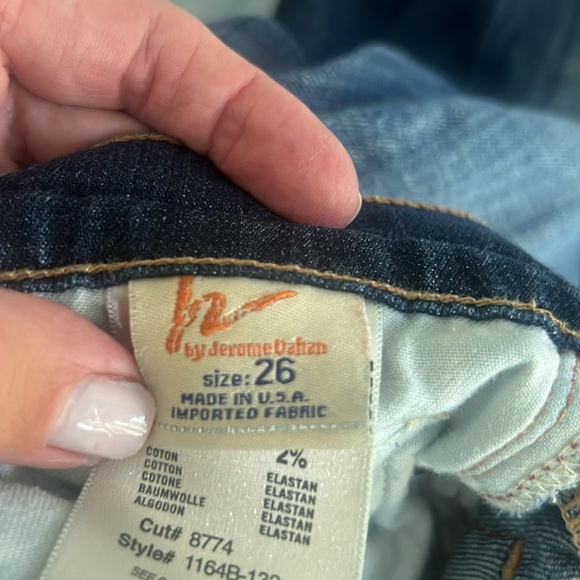 by Jerome Dahan
size: 26
MADE IN U.S.A.
IMPORTED FABRIC
2%
COTON ELASTAN
COTTON ELASTAN
COTONE ELASTAN
BAUMWOLLE ELASTAN
ALGODON ELASTAN
Cut# 8774
Style# 1164B-132